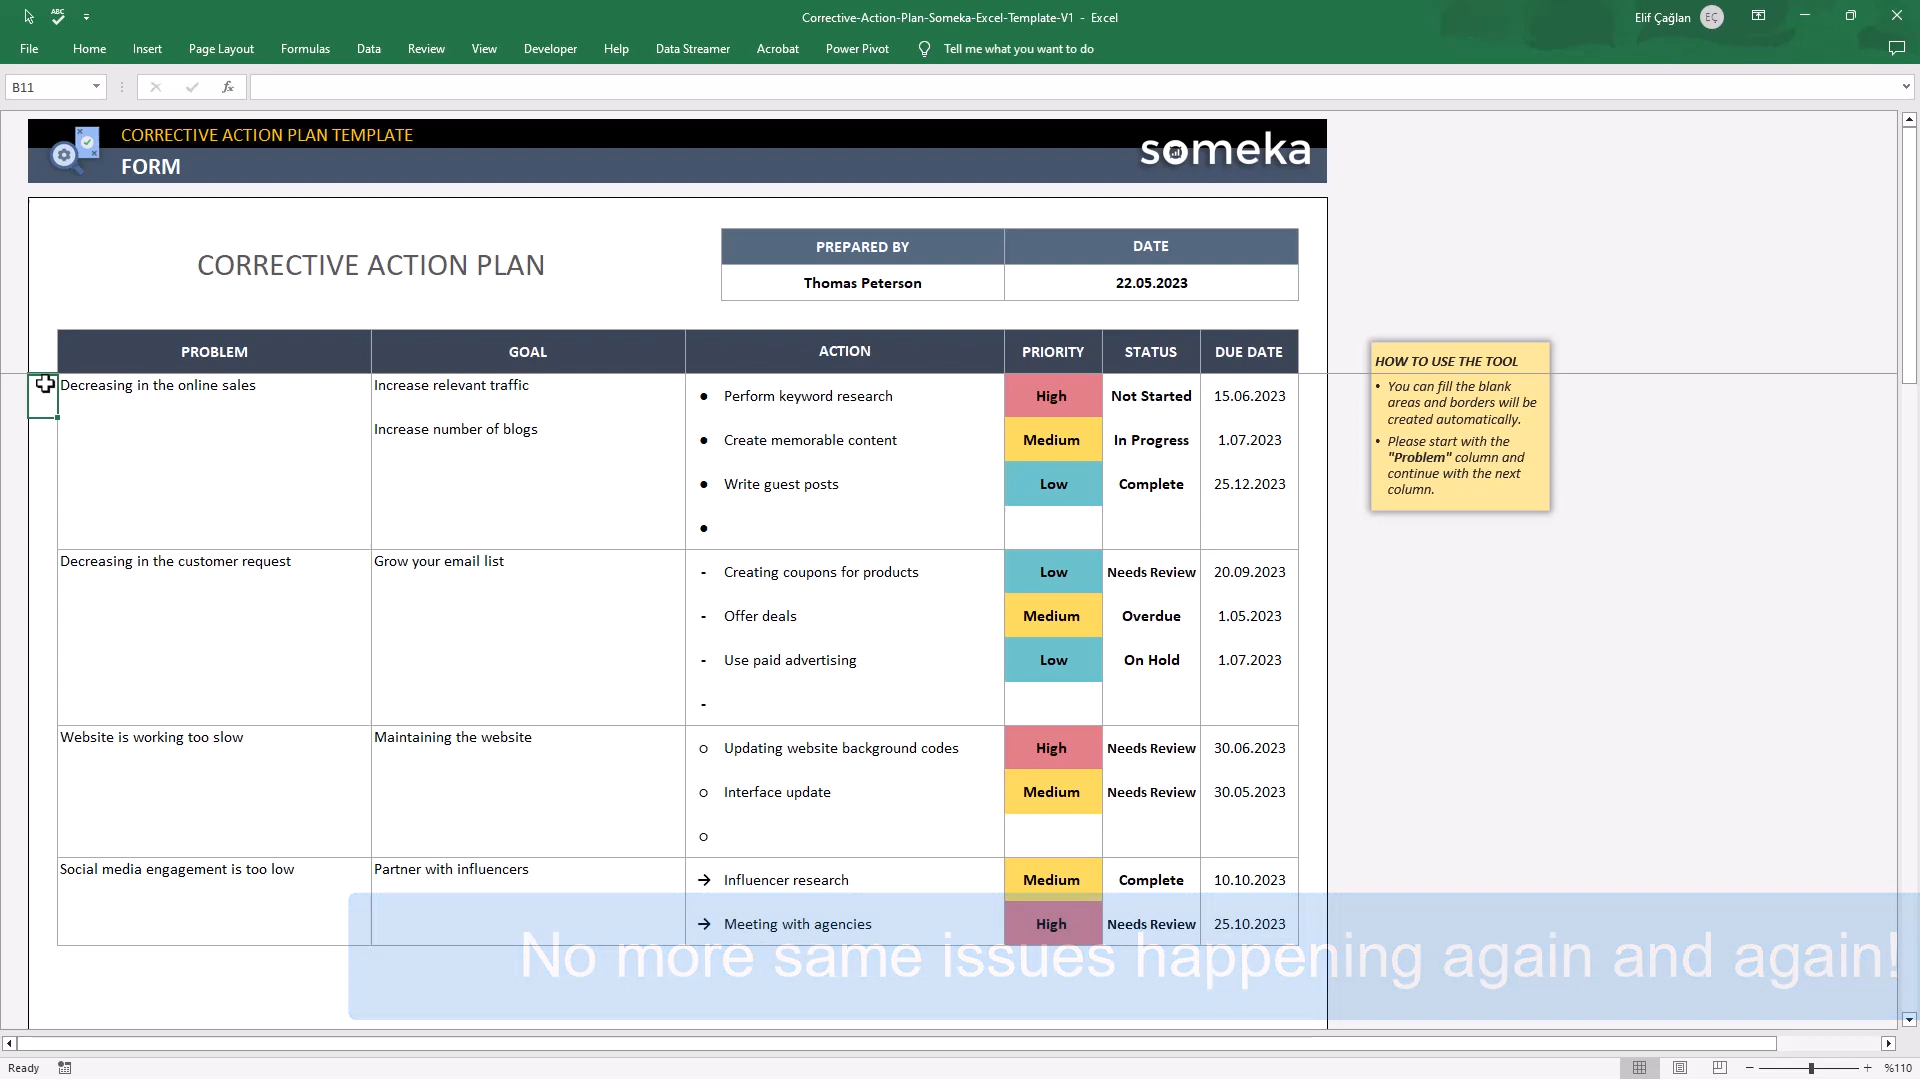 ABC
Corrective-Action-Plan-Someka-Excel-Template-V1 - Excel
Elif Çağlan
EÇ
File Home Insert Page Layout Formulas Data Review View Developer Help Data Streamer Acrobat Power Pivot Tell me what you want to do
B11
fx
CORRECTIVE ACTION PLAN TEMPLATE
FORM
someka
CORRECTIVE ACTION PLAN
PREPARED BY DATE
Thomas Peterson 22.05.2023
PROBLEM GOAL ACTION PRIORITY STATUS DUE DATE
Decreasing in the online sales Increase relevant traffic ● Perform keyword research High Not Started 15.06.2023
Increase number of blogs ● Create memorable content Medium In Progress 1.07.2023
● Write guest posts Low Complete 25.12.2023
●
Decreasing in the customer request Grow your email list - Creating coupons for products Low Needs Review 20.09.2023
- Offer deals Medium Overdue 1.05.2023
- Use paid advertising Low On Hold 1.07.2023
-
Website is working too slow Maintaining the website o Updating website background codes High Needs Review 30.06.2023
o Interface update Medium Needs Review 30.05.2023
o
Social media engagement is too low Partner with influencers → Influencer research Medium Complete 10.10.2023
→ Meeting with agencies High Needs Review 25.10.2023
HOW TO USE THE TOOL
• You can fill the blank
areas and borders will be
created automatically.
• Please start with the
"Problem" column and
continue with the next
column.
No more same issues happening again and again!
Ready
%110